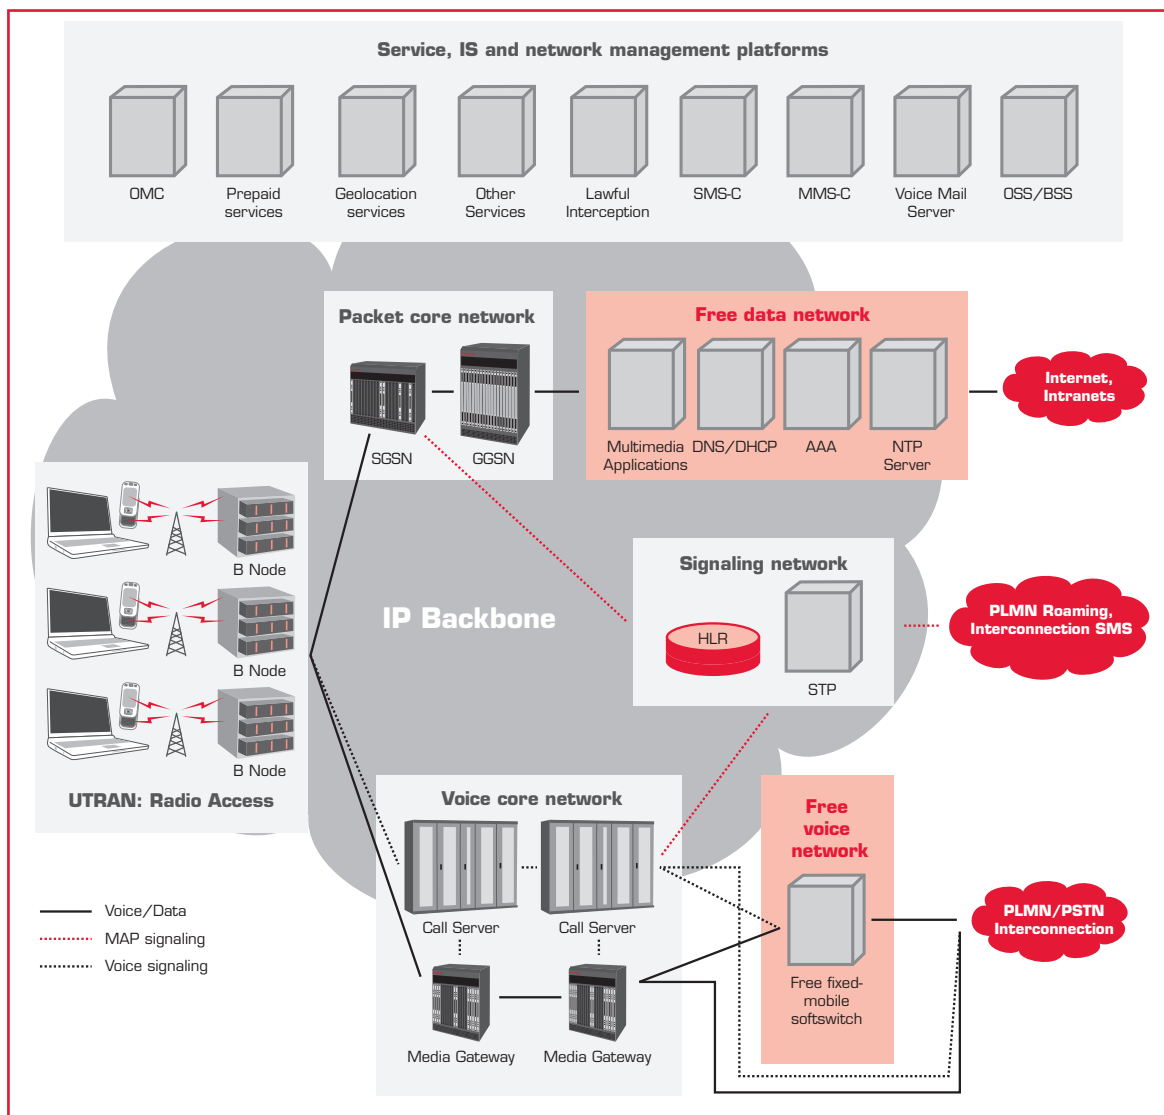 Service, IS and network management platforms
OMC
Prepaid
services
Geolocation
services
Other
Services
Lawful
Interception
SMS-C
MMS-C
Voice Mail
Server
OSS/BSS
Packet core network
SGSN
GGSN
Free data network
Multimedia
Applications
DNS/DHCP
AAA
NTP
Server
Internet,
Intranets
B Node
B Node
B Node
UTRAN: Radio Access
IP Backbone
Signaling network
HLR
STP
PLMN Roaming,
Interconnection SMS
Voice core network
Call Server
Call Server
Media Gateway
Media Gateway
Free
voice
network
Free fixed-
mobile
softswitch
PLMN/PSTN
Interconnection
Voice/Data
MAP signaling
Voice signaling